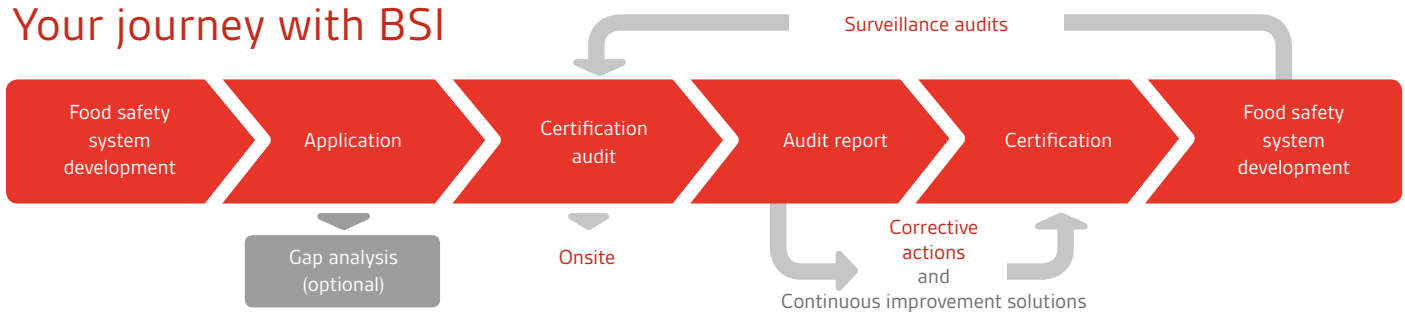 Your journey with BSI
Surveillance audits
Food safety
system
development
Application
Certification
audit
Audit report
Certification
Food safety
system
development
Gap analysis
(optional)
Onsite
Corrective
actions
and
Continuous improvement solutions